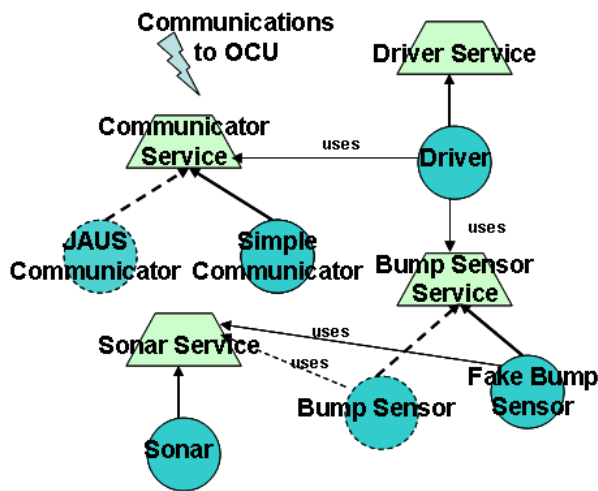 Communications
to OCU
Driver Service
Communicator
Service
uses
Driver
uses
JAUS
Communicator
Simple
Communicator
Bump Sensor
Service
Sonar Service
uses
uses
Bump Sensor
Fake Bump
Sensor
Sonar